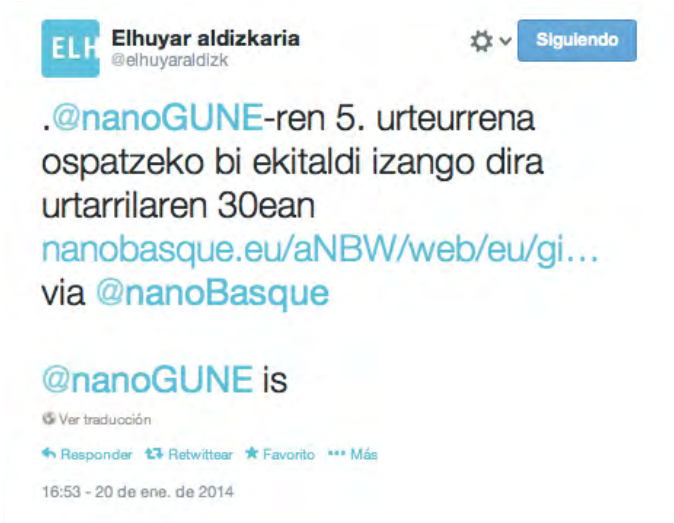 ELH
Elhuyar aldizkaria
@elhuyaraldizk
Siguiendo
.@nanoGUNE-ren 5. urteurrena
ospatzeko bi ekitaldi izango dira
urtarrilaren 30ean
nanobasque.eu/aNBW/web/eu/gi...
via @nanoBasque
@nanoGUNE is
Ver traducción
Responder Retwittear Favorito Más
16:53 - 20 de ene. de 2014